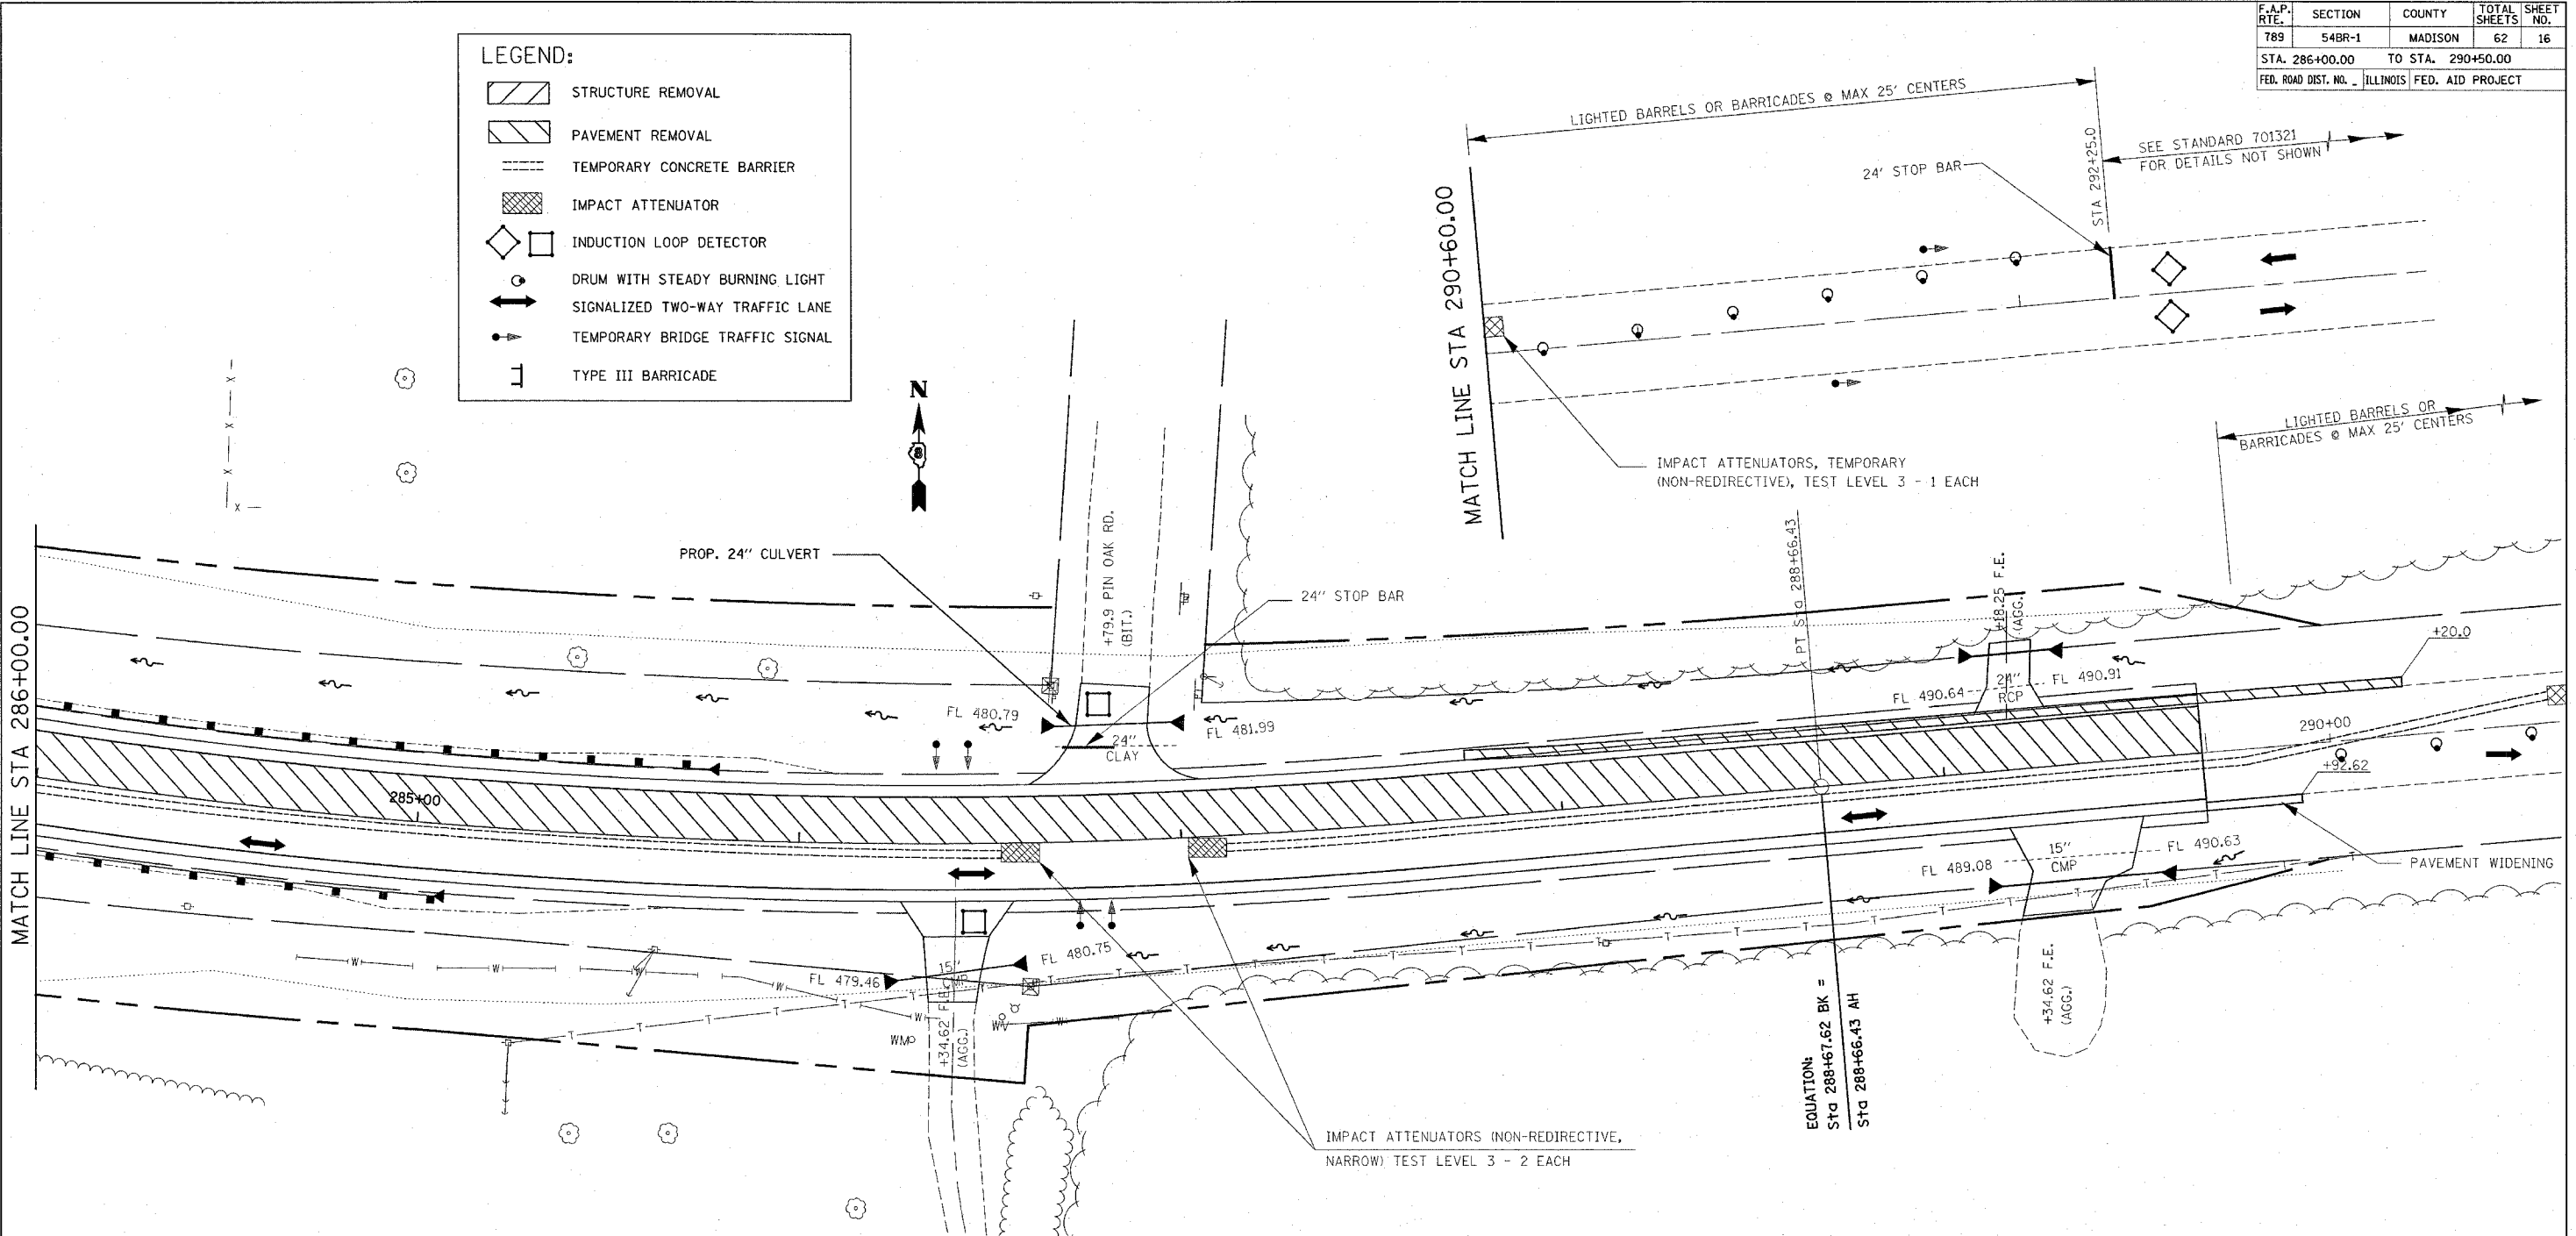 F.A.P. RTE. SECTION COUNTY TOTAL SHEETS SHEET NO.
789 54BR-1 MADISON 62 16
STA. 286+00.00 TO STA. 290+50.00
FED. ROAD DIST. NO. _ ILLINOIS FED. AID PROJECT
LEGEND:
STRUCTURE REMOVAL
PAVEMENT REMOVAL
TEMPORARY CONCRETE BARRIER
IMPACT ATTENUATOR
INDUCTION LOOP DETECTOR
DRUM WITH STEADY BURNING LIGHT
SIGNALIZED TWO-WAY TRAFFIC LANE
TEMPORARY BRIDGE TRAFFIC SIGNAL
TYPE III BARRICADE
LIGHTED BARRELS OR BARRICADES @ MAX 25' CENTERS
SEE STANDARD 701321
FOR DETAILS NOT SHOWN
STA 292+25.0
24' STOP BAR
MATCH LINE STA 290+60.00
IMPACT ATTENUATORS, TEMPORARY
(NON-REDIRECTIVE), TEST LEVEL 3 - 1 EACH
LIGHTED BARRELS OR
BARRICADES @ MAX 25' CENTERS
N
8
X
X
X
MATCH LINE STA 286+00.00
PROP. 24" CULVERT
+79.9 PIN OAK RD.
(BIT.)
24" STOP BAR
PT Sta 288+66.43
+18.25 F.E.
(AGG.)
+20.0
FL 480.79
FL 481.99
24"
CLAY
FL 490.64
24"
RCP
FL 490.91
290+00
+92.62
285+00
FL 489.08
15"
CMP
FL 490.63
PAVEMENT WIDENING
FL 479.46
15"
CMP
FL 480.75
+34.62 F.E.
(AGG.)
W W W W W W
T T T T T T
WM
WV
+34.62 F.E.
(AGG.)
EQUATION:
Sta 288+67.62 BK =
Sta 288+66.43 AH
IMPACT ATTENUATORS (NON-REDIRECTIVE,
NARROW) TEST LEVEL 3 - 2 EACH